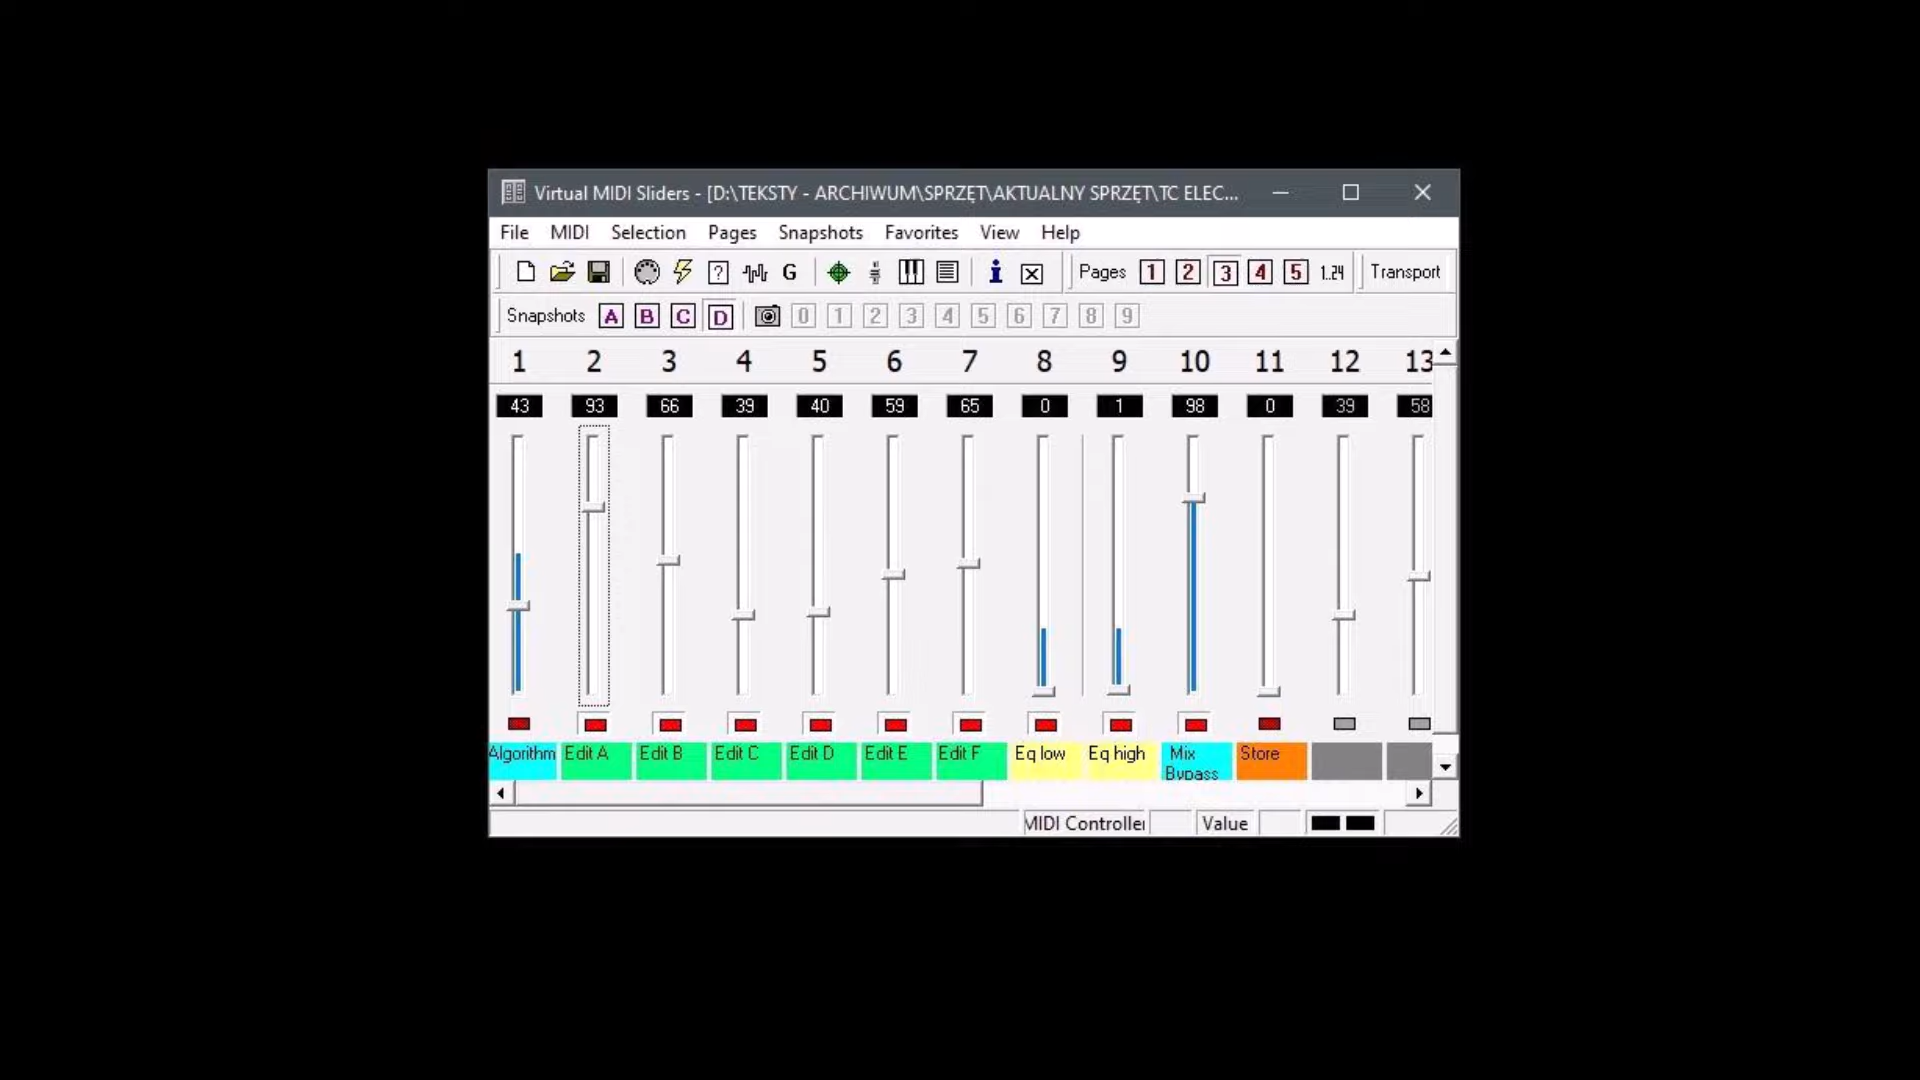 Virtual MIDI Sliders - [D:\TEKSTY - ARCHIWUM\SPRZĘT\AKTUALNY SPRZĘT\TC ELEC...
File MIDI Selection Pages Snapshots Favorites View Help
? G i Pages 1 2 3 4 5 1..24 Transport
Snapshots A B C D 0 1 2 3 4 5 6 7 8 9
1 2 3 4 5 6 7 8 9 10 11 12 13
43 93 66 39 40 59 65 0 1 98 0 39 58
Algorithm Edit A Edit B Edit C Edit D Edit E Edit F Eq low Eq high Mix Store
Bypass
MIDI Controller Value